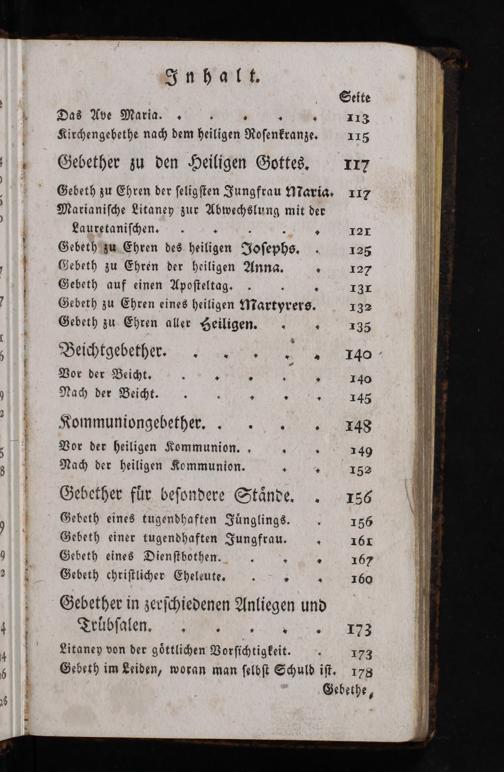 Inhalt.
Seite
Das Ave Maria. . . . . . 113
Kirchengebethe nach dem heiligen Rosenkranze. 115
Gebether zu den Heiligen Gottes. 117
Gebeth zu Ehren der seligsten Jungfrau Maria. 117
Marianische Litaney zur Abwechslung mit der
Lauretanischen. . . . . . 121
Gebeth zu Ehren des heiligen Josephs. . 125
Gebeth zu Ehren der heiligen Anna. . 127
Gebeth auf einen Aposteltag. . . . 131
Gebeth zu Ehren eines heiligen Martyrers. 132
Gebeth zu Ehren aller Heiligen. . . 135
Beichtgebether. . . . . . 140
Vor der Beicht. . . . . . 140
Nach der Beicht. . . . . . 145
Kommuniongebether. . . . . 148
Vor der heiligen Kommunion. . . . 149
Nach der heiligen Kommunion. . . 152
Gebether für besondere Stände. . 156
Gebeth eines tugendhaften Jünglings. . 156
Gebeth einer tugendhaften Jungfrau. . 161
Gebeth eines Dienstbothen. . . . 167
Gebeth christlicher Eheleute. . . . 160
Gebether in zerschiedenen Anliegen und
Trübsalen. . . . . . 173
Litaney von der göttlichen Vorsichtigkeit. . 173
Gebeth im Leiden, woran man selbst Schuld ist. 178
Gebethe,